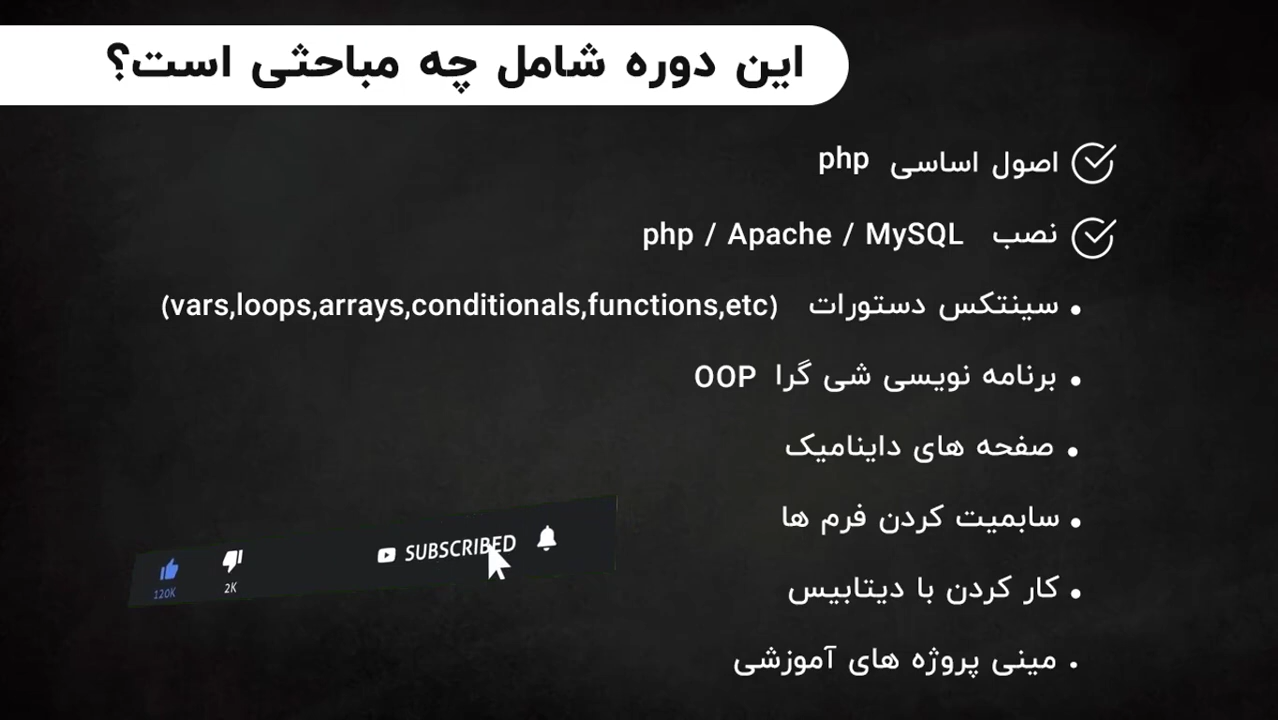 این دوره شامل چه مباحثی است؟
اصول اساسی php
نصب php / Apache / MySQL
سینتکس دستورات (vars,loops,arrays,conditionals,functions,etc)
برنامه نویسی شی گرا OOP
صفحه های داینامیک
سابمیت کردن فرم ها
کار کردن با دیتابیس
مینی پروژه های آموزشی
SUBSCRIBED
120K
2K